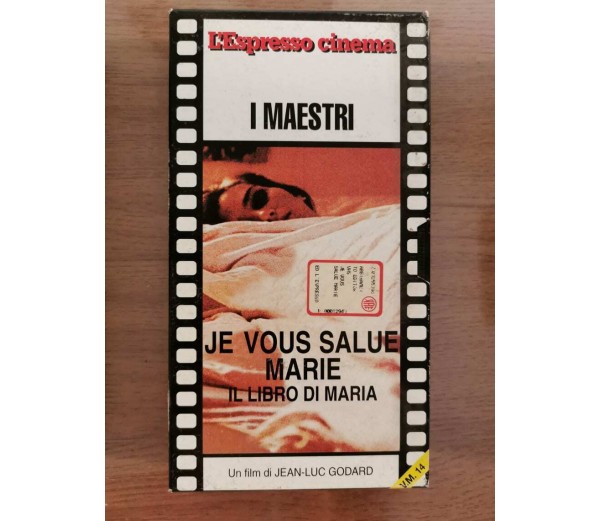 L'Espresso cinema
I MAESTRI
JE VOUS SALUE
MARIE
IL LIBRO DI MARIA
Un film di JEAN-LUC GODARD
V.M. 14